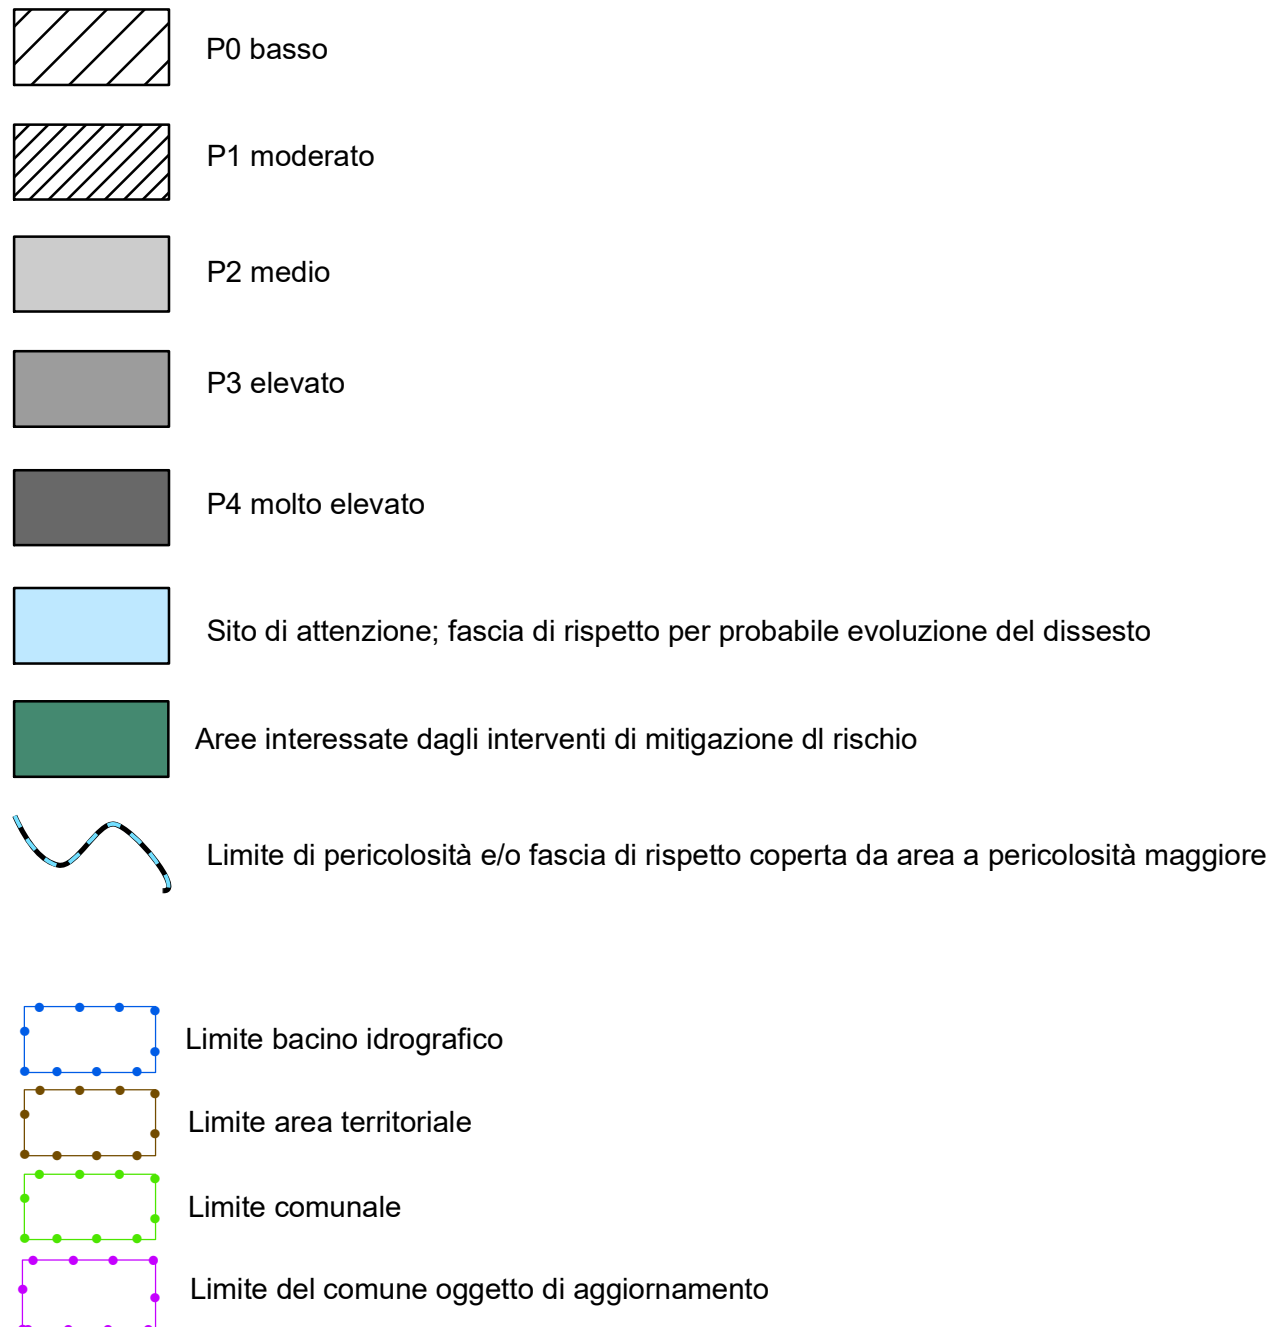 P0 basso
P1 moderato
P2 medio
P3 elevato
P4 molto elevato
Sito di attenzione; fascia di rispetto per probabile evoluzione del dissesto
Aree interessate dagli interventi di mitigazione dl rischio
Limite di pericolosità e/o fascia di rispetto coperta da area a pericolosità maggiore
Limite bacino idrografico
Limite area territoriale
Limite comunale
Limite del comune oggetto di aggiornamento